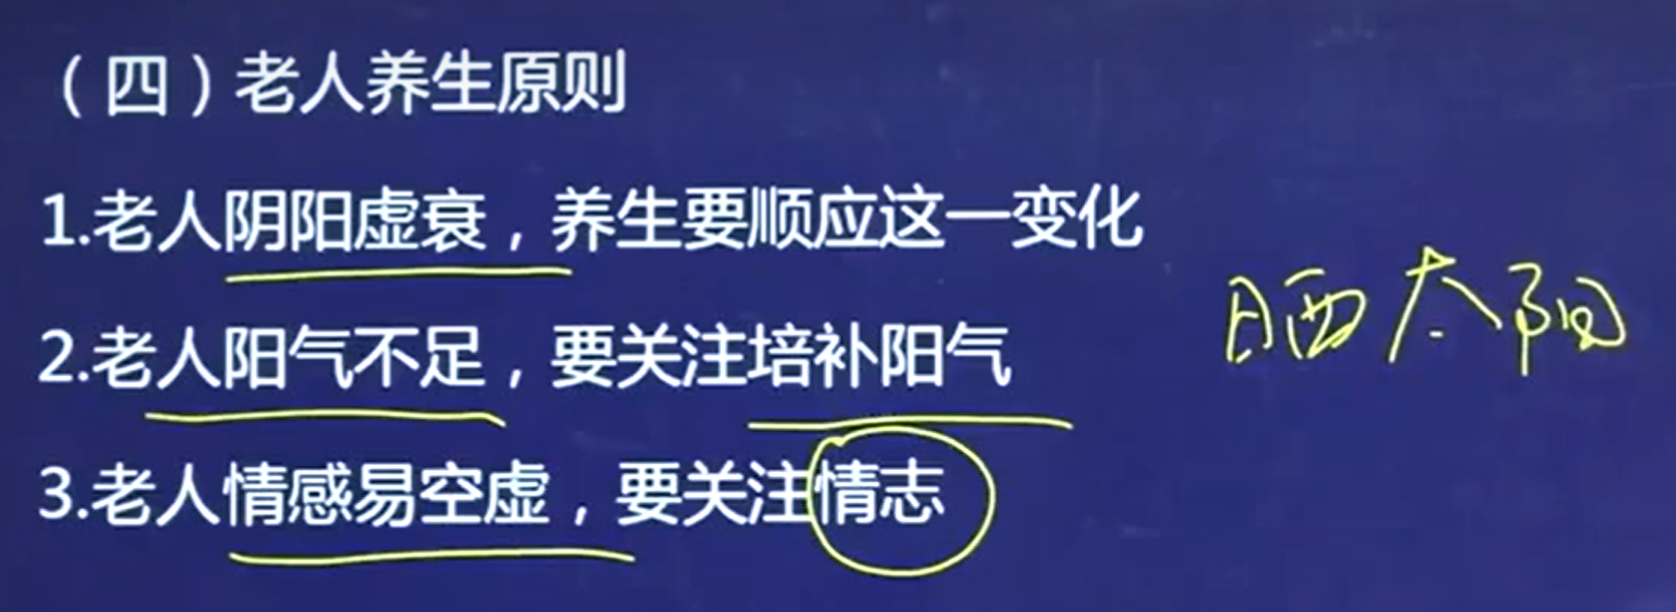 （四）老人养生原则
1.老人阴阳虚衰，养生要顺应这一变化
晒太阳
2.老人阳气不足，要关注培补阳气
3.老人情感易空虚，要关注情志